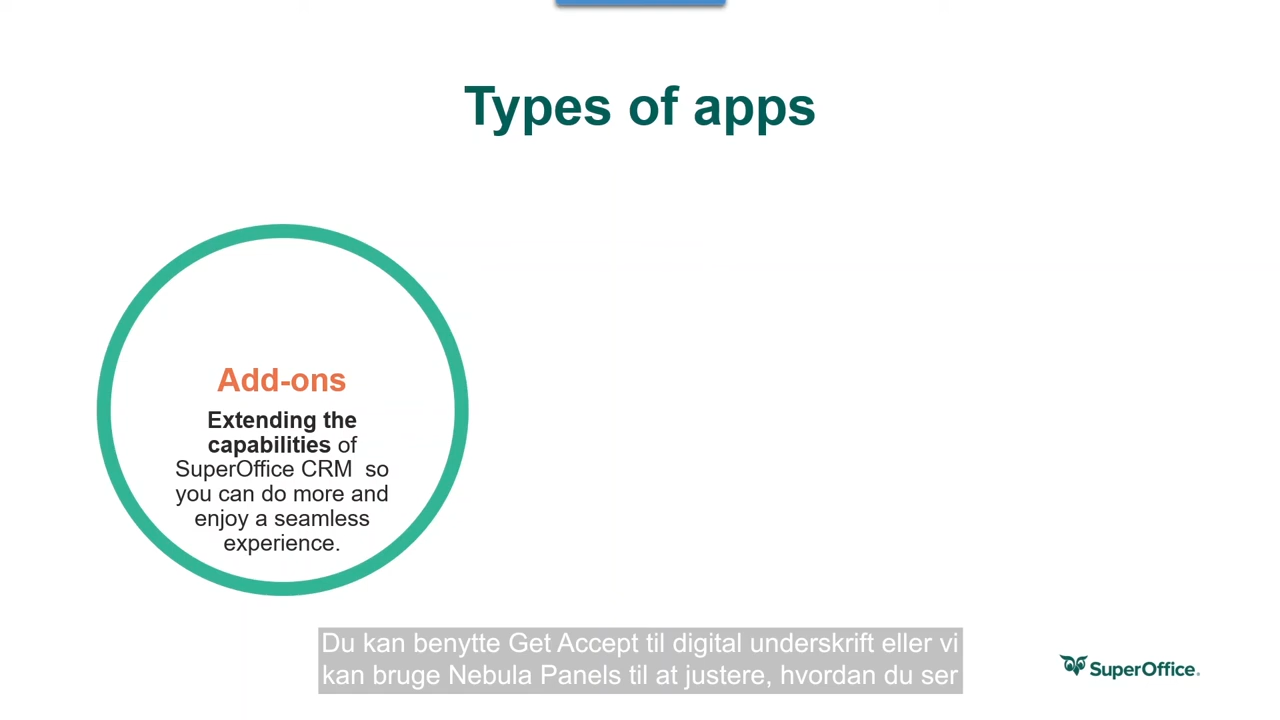 Types of apps
Add-ons
Extending the
capabilities of
SuperOffice CRM so
you can do more and
enjoy a seamless
experience.
Du kan benytte Get Accept til digital underskrift eller vi
kan bruge Nebula Panels til at justere, hvordan du ser
SuperOffice.